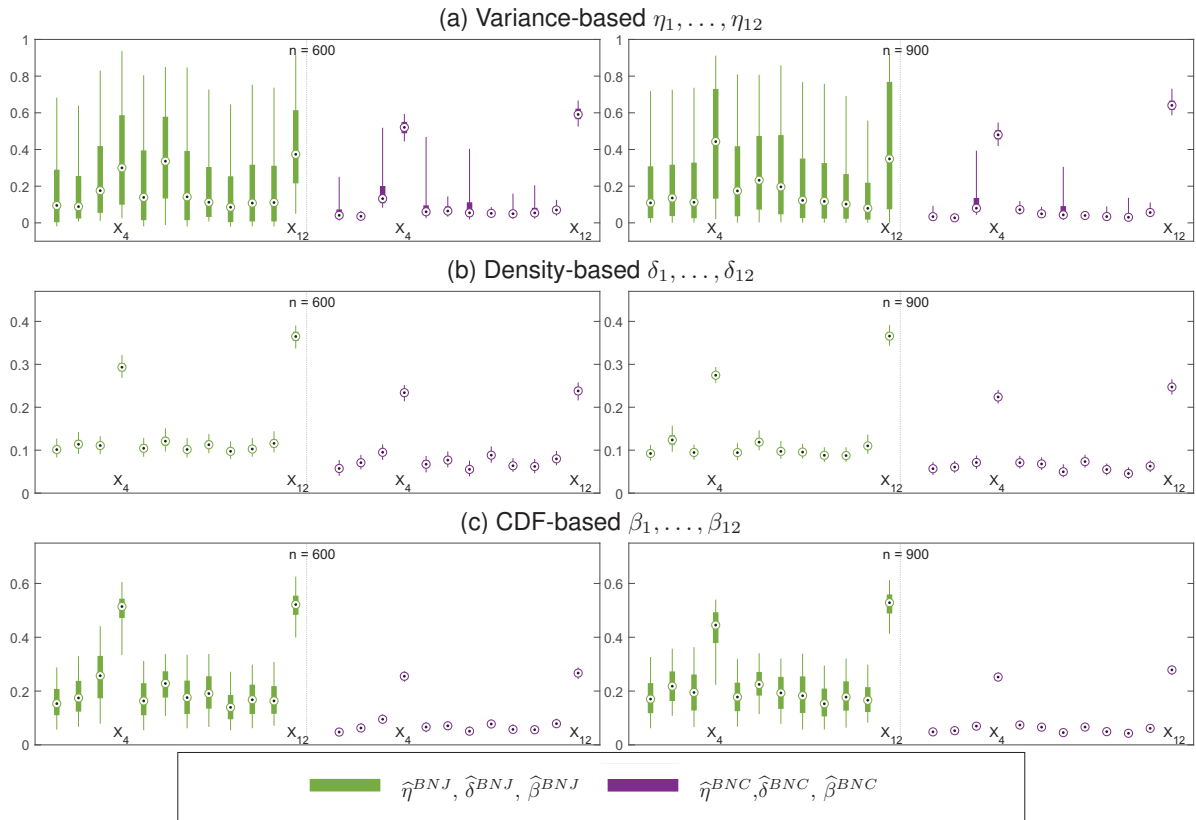 (a) Variance-based η₁, . . . , η₁₂
n = 600
1
0.8
0.6
0.4
0.2
0
X₄
X₁₂
X₄
X₁₂
n = 900
1
0.8
0.6
0.4
0.2
0
X₄
X₁₂
X₄
X₁₂
(b) Density-based δ₁, . . . , δ₁₂
n = 600
0.4
0.3
0.2
0.1
0
X₄
X₁₂
X₄
X₁₂
n = 900
0.4
0.3
0.2
0.1
0
X₄
X₁₂
X₄
X₁₂
(c) CDF-based β₁, . . . , β₁₂
n = 600
0.6
0.4
0.2
0
X₄
X₁₂
X₄
X₁₂
n = 900
0.6
0.4
0.2
0
X₄
X₁₂
X₄
X₁₂
η̂^BNJ, δ̂^BNJ, β̂^BNJ
η̂^BNC,δ̂^BNC, β̂^BNC